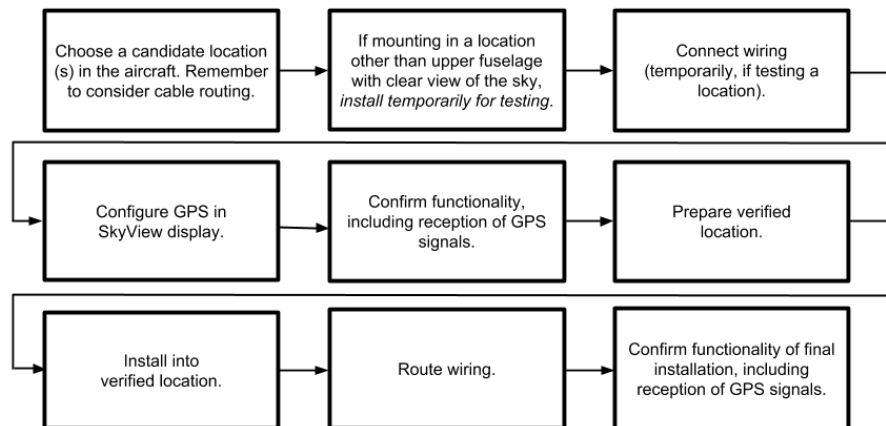 Choose a candidate location
(s) in the aircraft. Remember
to consider cable routing.
If mounting in a location
other than upper fuselage
with clear view of the sky,
install temporarily for testing.
Connect wiring
(temporarily, if testing a
location).
Configure GPS in
SkyView display.
Confirm functionality,
including reception of GPS
signals.
Prepare verified
location.
Install into
verified location.
Route wiring.
Confirm functionality of final
installation, including
reception of GPS signals.